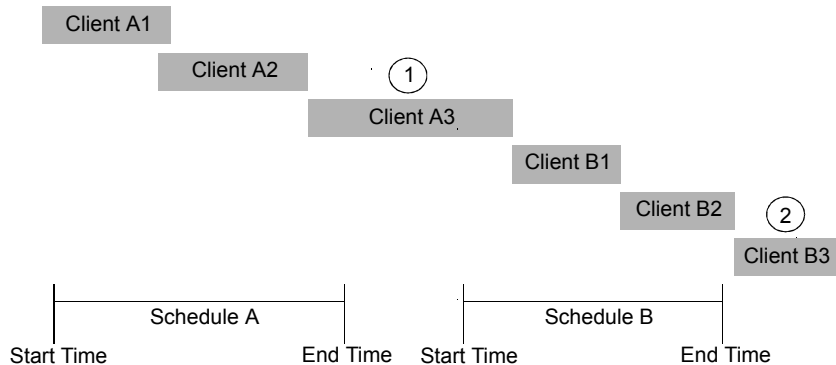 Client A1
Client A2
1
Client A3
Client B1
Client B2
2
Client B3
Schedule A
Schedule B
Start Time
End Time
Start Time
End Time